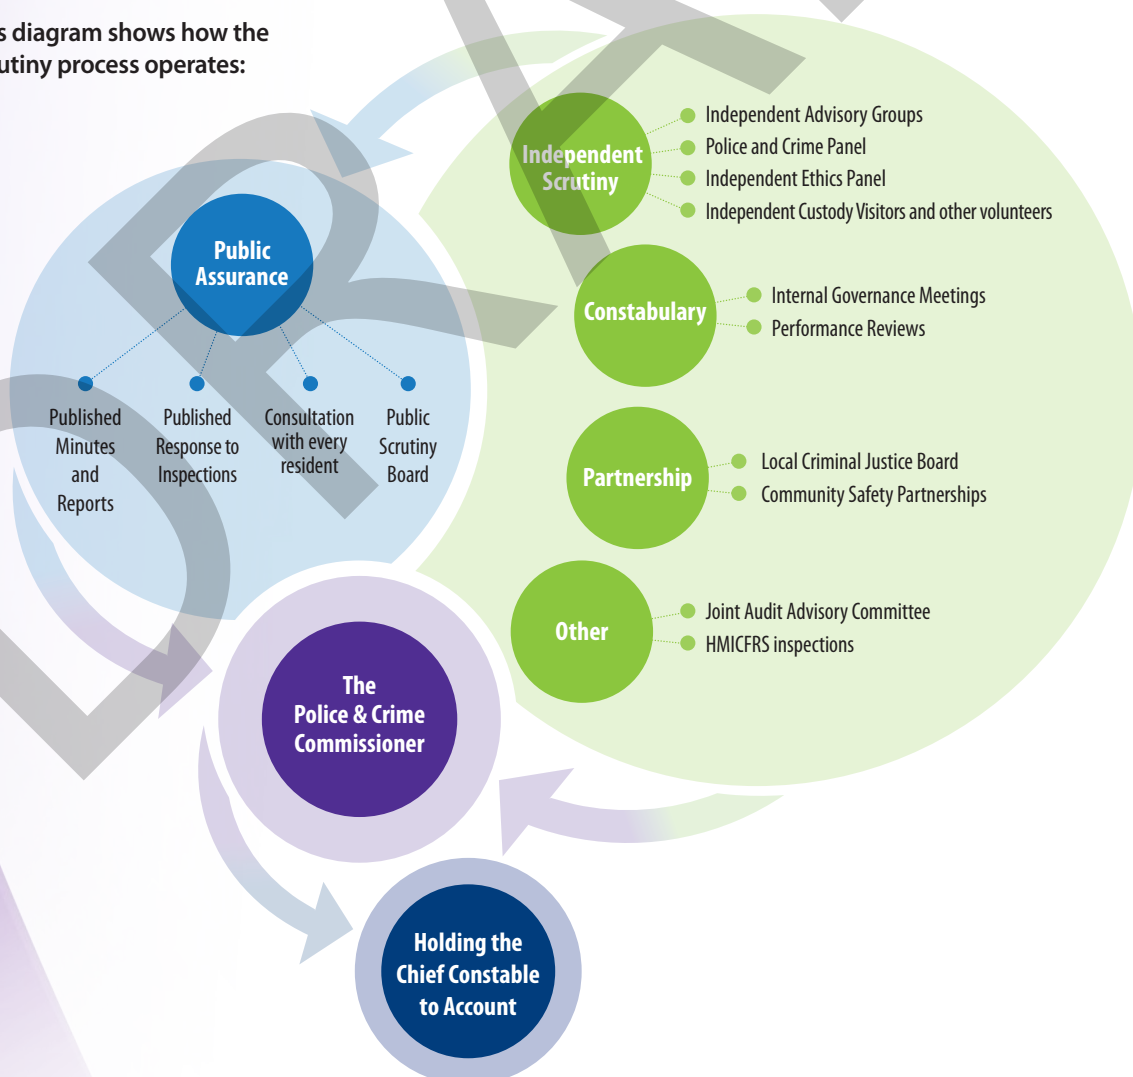 s diagram shows how the
utiny process operates:
Independent
Scrutiny
Independent Advisory Groups
Police and Crime Panel
Independent Ethics Panel
Independent Custody Visitors and other volunteers
Public
Assurance
Published
Minutes
and
Reports
Published
Response to
Inspections
Consultation
with every
resident
Public
Scrutiny
Board
Constabulary
Internal Governance Meetings
Performance Reviews
Partnership
Local Criminal Justice Board
Community Safety Partnerships
Other
Joint Audit Advisory Committee
HMICFRS inspections
The
Police & Crime
Commissioner
Holding the
Chief Constable
to Account